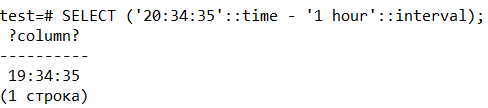 test=# SELECT ('20:34:35'::time - '1 hour'::interval);
?column?
----------
19:34:35
(1 строка)